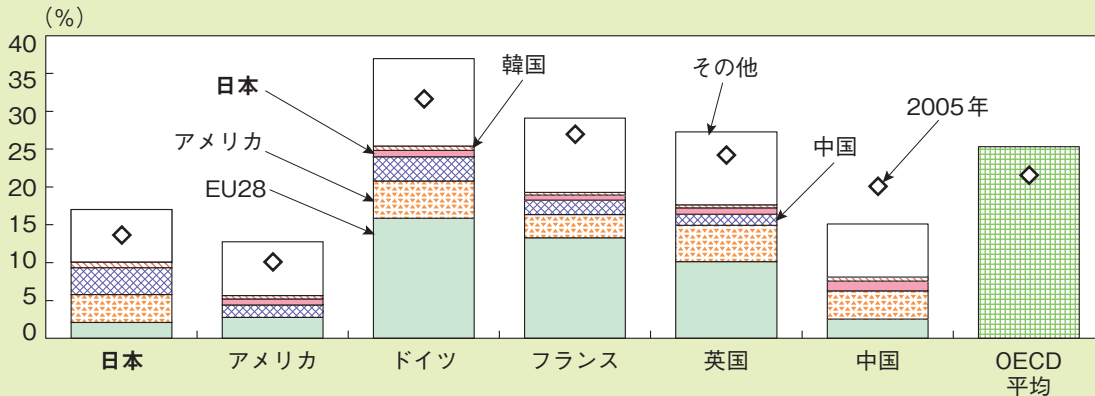 (%)
40
35
30
25
20
15
10
5
0
日本
アメリカ
EU28
韓国
その他
中国
2005年
日本
アメリカ
ドイツ
フランス
英国
中国
OECD
平均